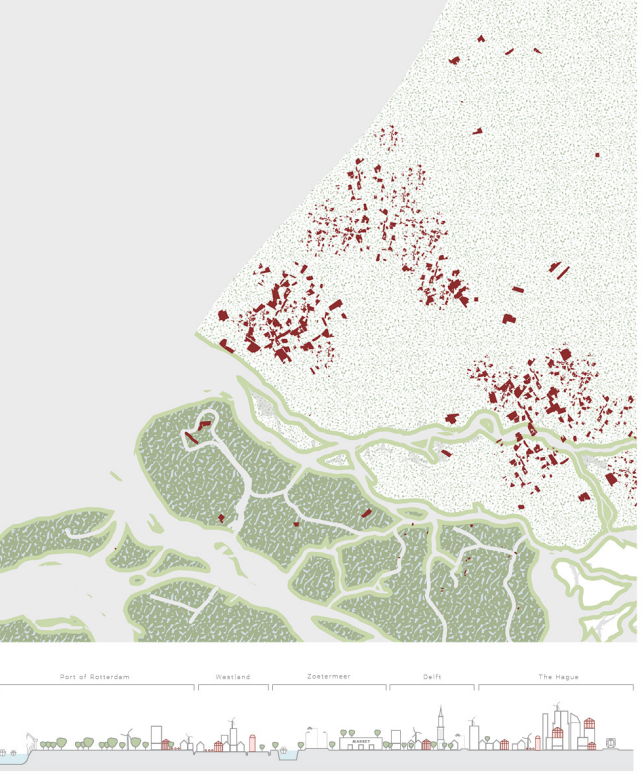 Port of Rotterdam
Westland
Zoetermeer
Delft
The Hague
MARKET